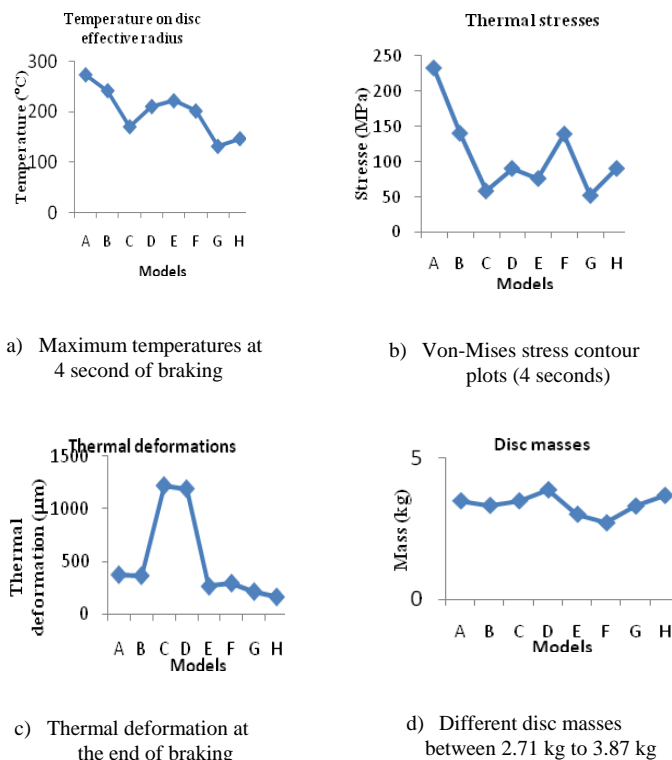 Temperature on disc
effective radius
Temperature (°C)
300
200
100
0
A B C D E F G H
Models
a) Maximum temperatures at
4 second of braking
Thermal stresses
Stresse (MPa)
250
200
150
100
50
0
A B C D E F G H
Models
b) Von-Mises stress contour
plots (4 seconds)
Thermal deformations
Thermal
deformation (µm)
1500
1000
500
0
A B C D E F G H
Models
c) Thermal deformation at
the end of braking
Disc masses
Mass (kg)
5
0
A B C D E F G H
Models
d) Different disc masses
between 2.71 kg to 3.87 kg